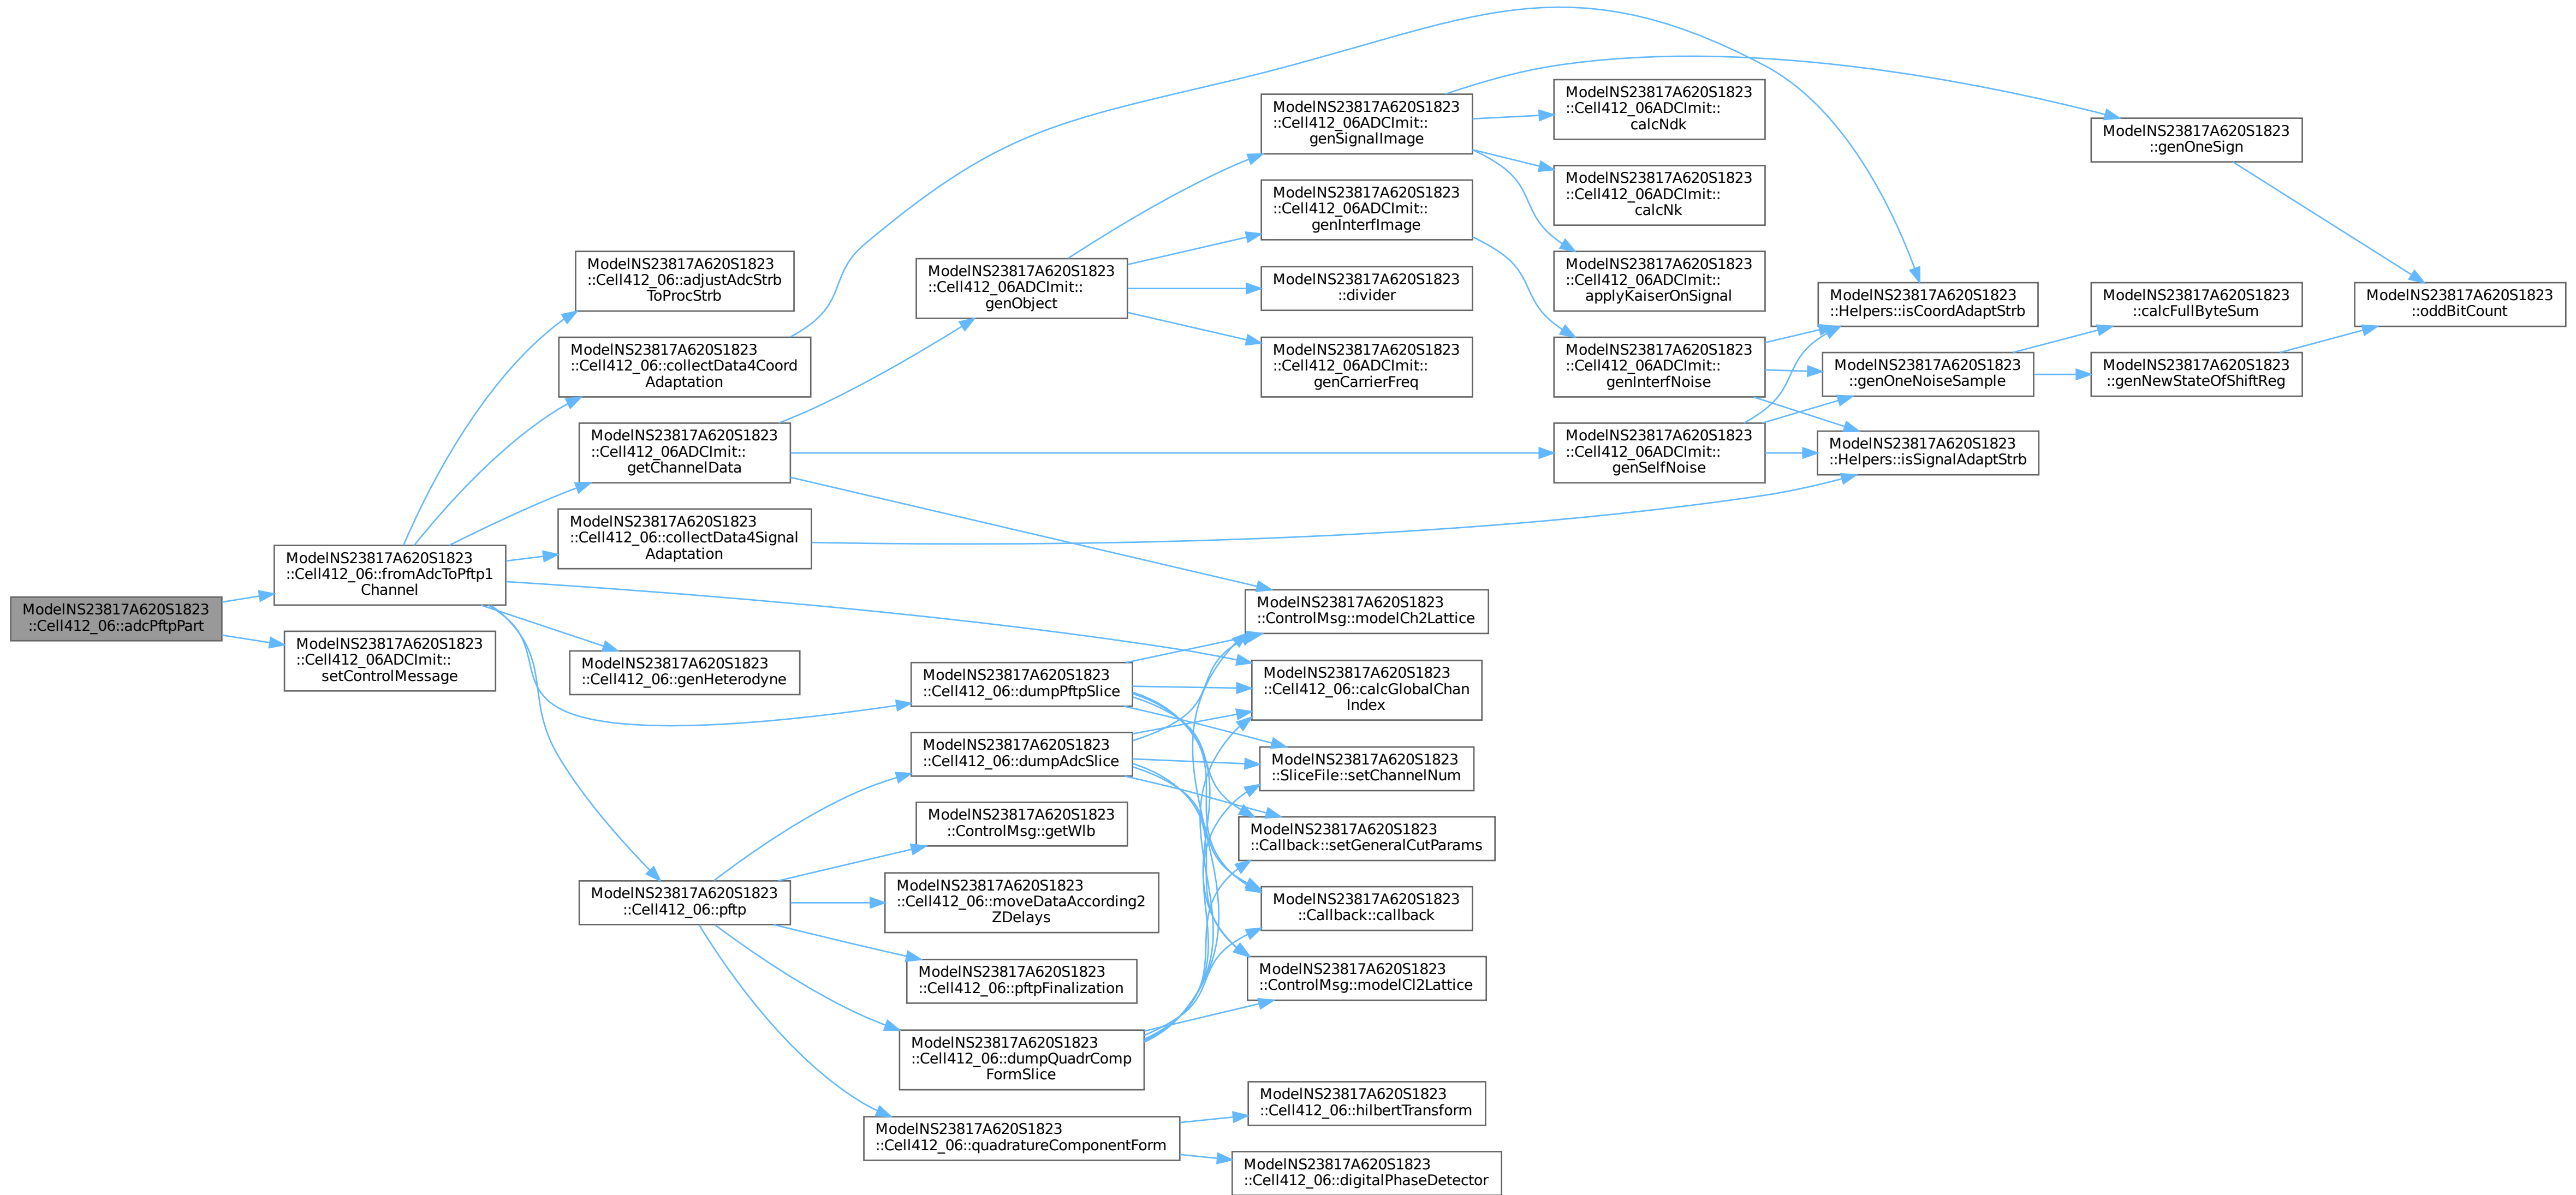 ModelNS23817A620S1823
::Cell412_06::adcPftpPart
ModelNS23817A620S1823
::Cell412_06::fromAdcToPftp1
Channel
ModelNS23817A620S1823
::Cell412_06ADCImit::
setControlMessage
ModelNS23817A620S1823
::Cell412_06::adjustAdcStrb
ToProcStrb
ModelNS23817A620S1823
::Cell412_06::collectData4Coord
Adaptation
ModelNS23817A620S1823
::Cell412_06ADCImit::
getChannelData
ModelNS23817A620S1823
::Cell412_06::collectData4Signal
Adaptation
ModelNS23817A620S1823
::Cell412_06::genHeterodyne
ModelNS23817A620S1823
::Cell412_06::pftp
ModelNS23817A620S1823
::Cell412_06ADCImit::
genObject
ModelNS23817A620S1823
::Cell412_06::dumpPftpSlice
ModelNS23817A620S1823
::Cell412_06::dumpAdcSlice
ModelNS23817A620S1823
::ControlMsg::getWlb
ModelNS23817A620S1823
::Cell412_06::moveDataAccording2
ZDelays
ModelNS23817A620S1823
::Cell412_06::pftpFinalization
ModelNS23817A620S1823
::Cell412_06::dumpQuadrComp
FormSlice
ModelNS23817A620S1823
::Cell412_06::quadratureComponentForm
ModelNS23817A620S1823
::Cell412_06ADCImit::
genSignalImage
ModelNS23817A620S1823
::Cell412_06ADCImit::
genInterfImage
ModelNS23817A620S1823
::divider
ModelNS23817A620S1823
::Cell412_06ADCImit::
genCarrierFreq
ModelNS23817A620S1823
::ControlMsg::modelCh2Lattice
ModelNS23817A620S1823
::Cell412_06::calcGlobalChan
Index
ModelNS23817A620S1823
::SliceFile::setChannelNum
ModelNS23817A620S1823
::Callback::setGeneralCutParams
ModelNS23817A620S1823
::Callback::callback
ModelNS23817A620S1823
::ControlMsg::modelCl2Lattice
ModelNS23817A620S1823
::Cell412_06::hilbertTransform
ModelNS23817A620S1823
::Cell412_06::digitalPhaseDetector
ModelNS23817A620S1823
::Cell412_06ADCImit::
calcNdk
ModelNS23817A620S1823
::Cell412_06ADCImit::
calcNk
ModelNS23817A620S1823
::Cell412_06ADCImit::
applyKaiserOnSignal
ModelNS23817A620S1823
::Cell412_06ADCImit::
genInterfNoise
ModelNS23817A620S1823
::Cell412_06ADCImit::
genSelfNoise
ModelNS23817A620S1823
::Helpers::isCoordAdaptStrb
ModelNS23817A620S1823
::genOneNoiseSample
ModelNS23817A620S1823
::Helpers::isSignalAdaptStrb
ModelNS23817A620S1823
::genOneSign
ModelNS23817A620S1823
::calcFullByteSum
ModelNS23817A620S1823
::genNewStateOfShiftReg
ModelNS23817A620S1823
::oddBitCount